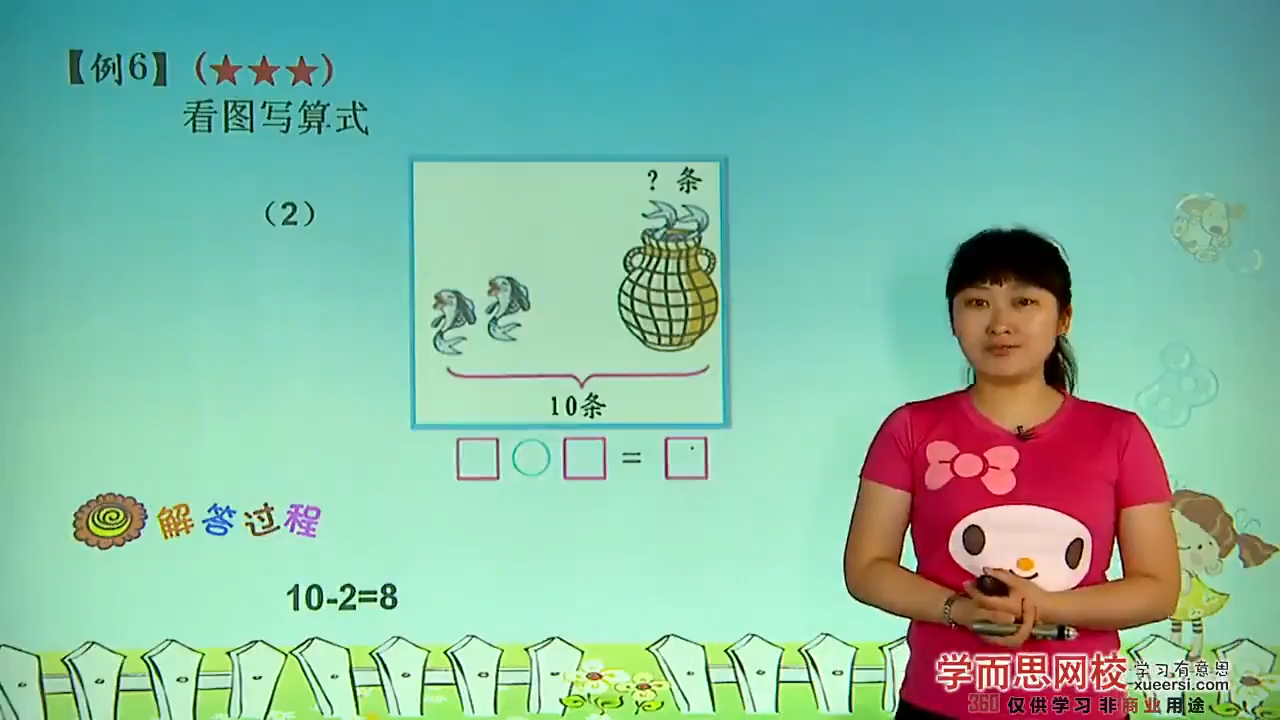 【例6】(★★★)
看图写算式
(2)
? 条
10条
=
解答过程
10-2=8
学而思网校 学习有意思
xueersi.com
360 仅供学习 非商业用途